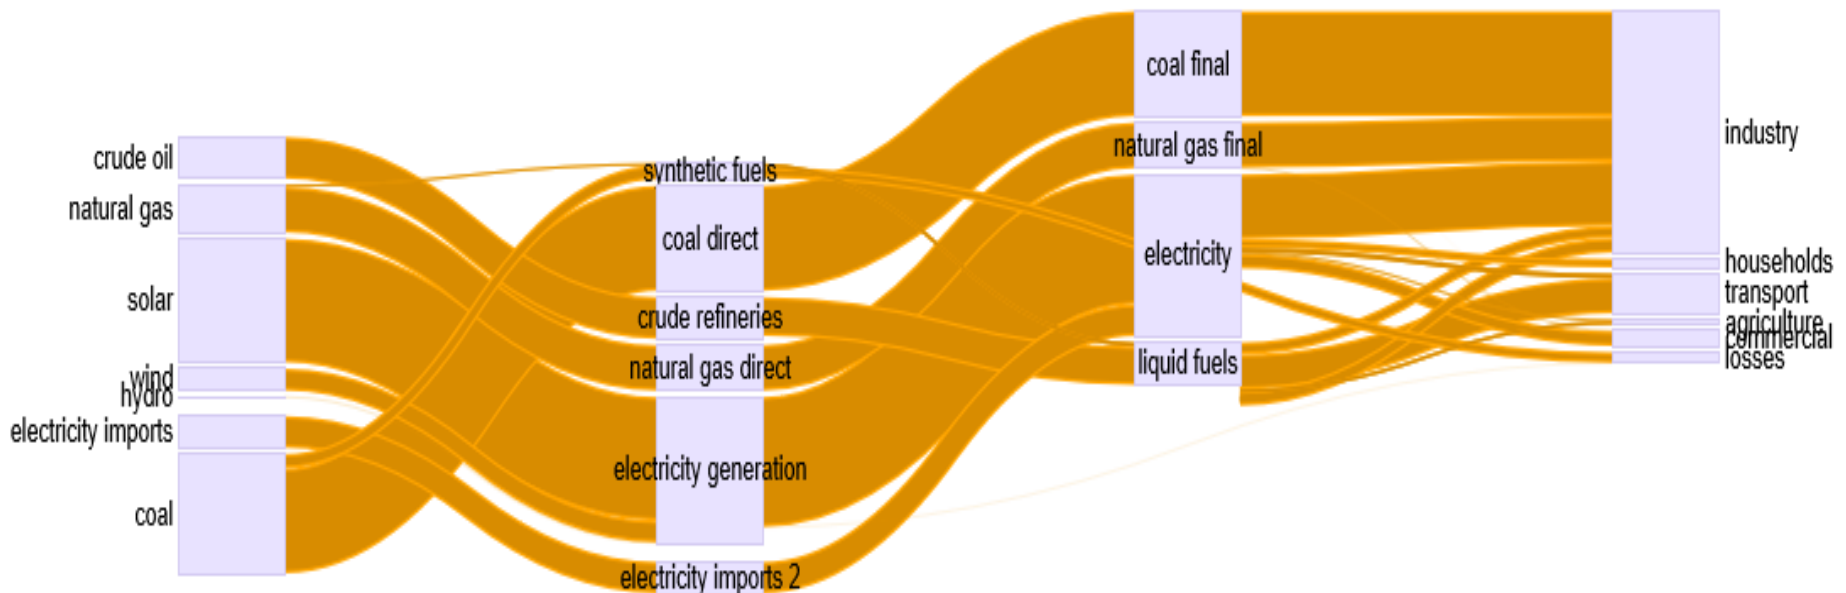 crude oil
natural gas
solar
wind
hydro
electricity imports
coal
synthetic fuels
coal direct
crude refineries
natural gas direct
electricity generation
electricity imports 2
coal final
natural gas final
electricity
liquid fuels
industry
households
transport
agriculture
commercial
losses